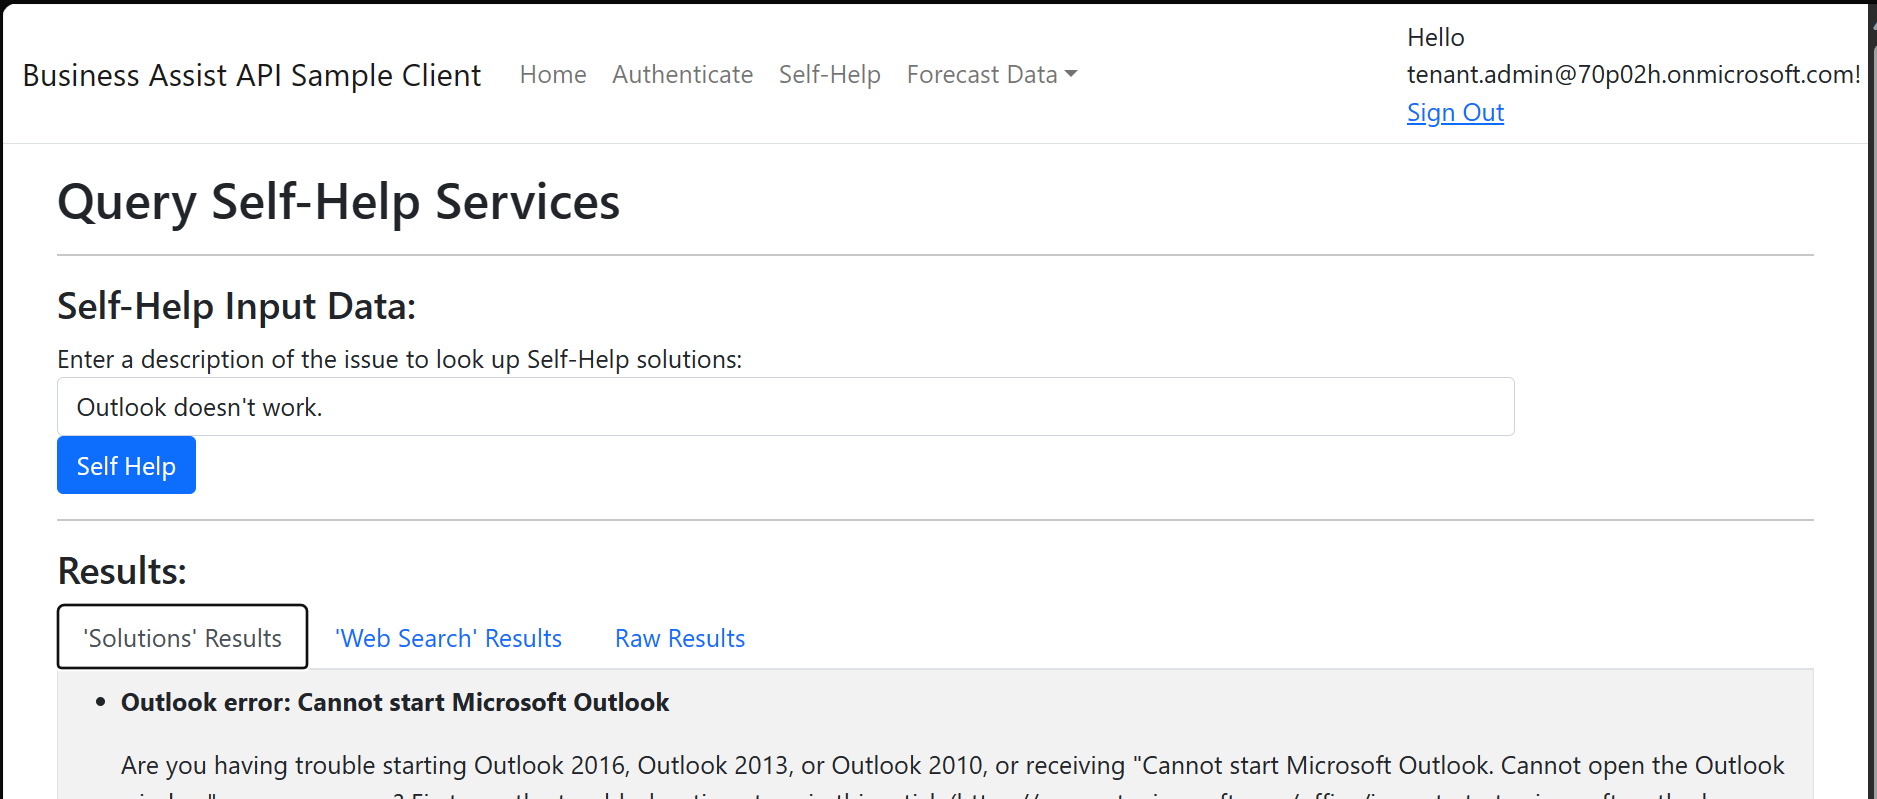 Business Assist API Sample Client
Home
Authenticate
Self-Help
Forecast Data
Hello
tenant.admin@70p02h.onmicrosoft.com!
Sign Out
Query Self-Help Services
Self-Help Input Data:
Enter a description of the issue to look up Self-Help solutions:
Outlook doesn't work.
Self Help
Results:
'Solutions' Results
'Web Search' Results
Raw Results
Outlook error: Cannot start Microsoft Outlook
Are you having trouble starting Outlook 2016, Outlook 2013, or Outlook 2010, or receiving "Cannot start Microsoft Outlook. Cannot open the Outlook